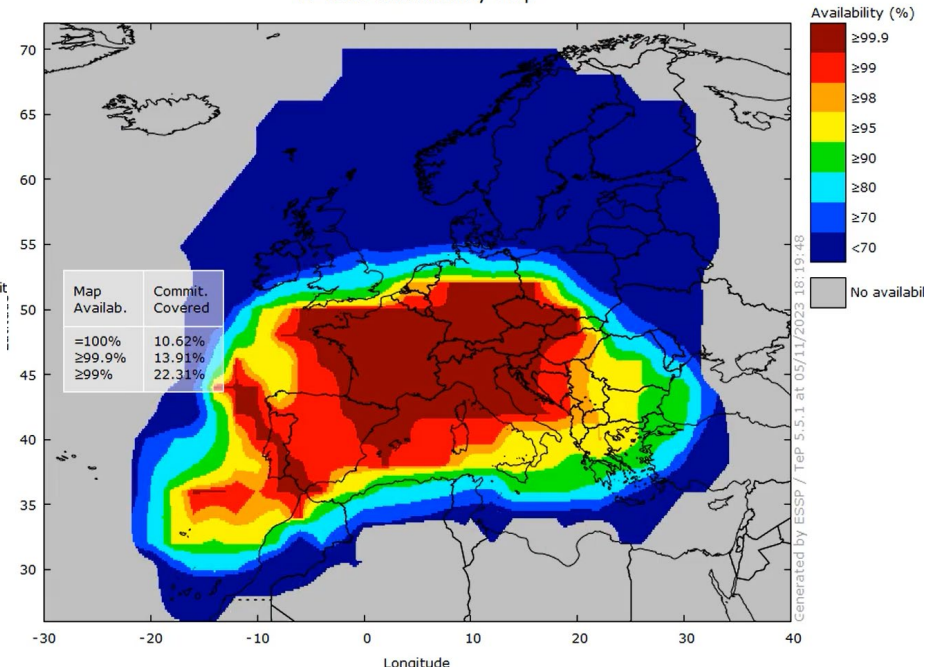 Availability (%)
≥99.9
≥99
≥98
≥95
≥90
≥80
≥70
<70
No availabil
70
65
60
55
50
45
40
35
30
Map Commit.
Availab. Covered
=100% 10.62%
≥99.9% 13.91%
≥99% 22.31%
-30 -20 -10 0 10 20 30 40
Longitude
Generated by ESSP / TeP 5.5.1 at 05/11/2023 18:19:48